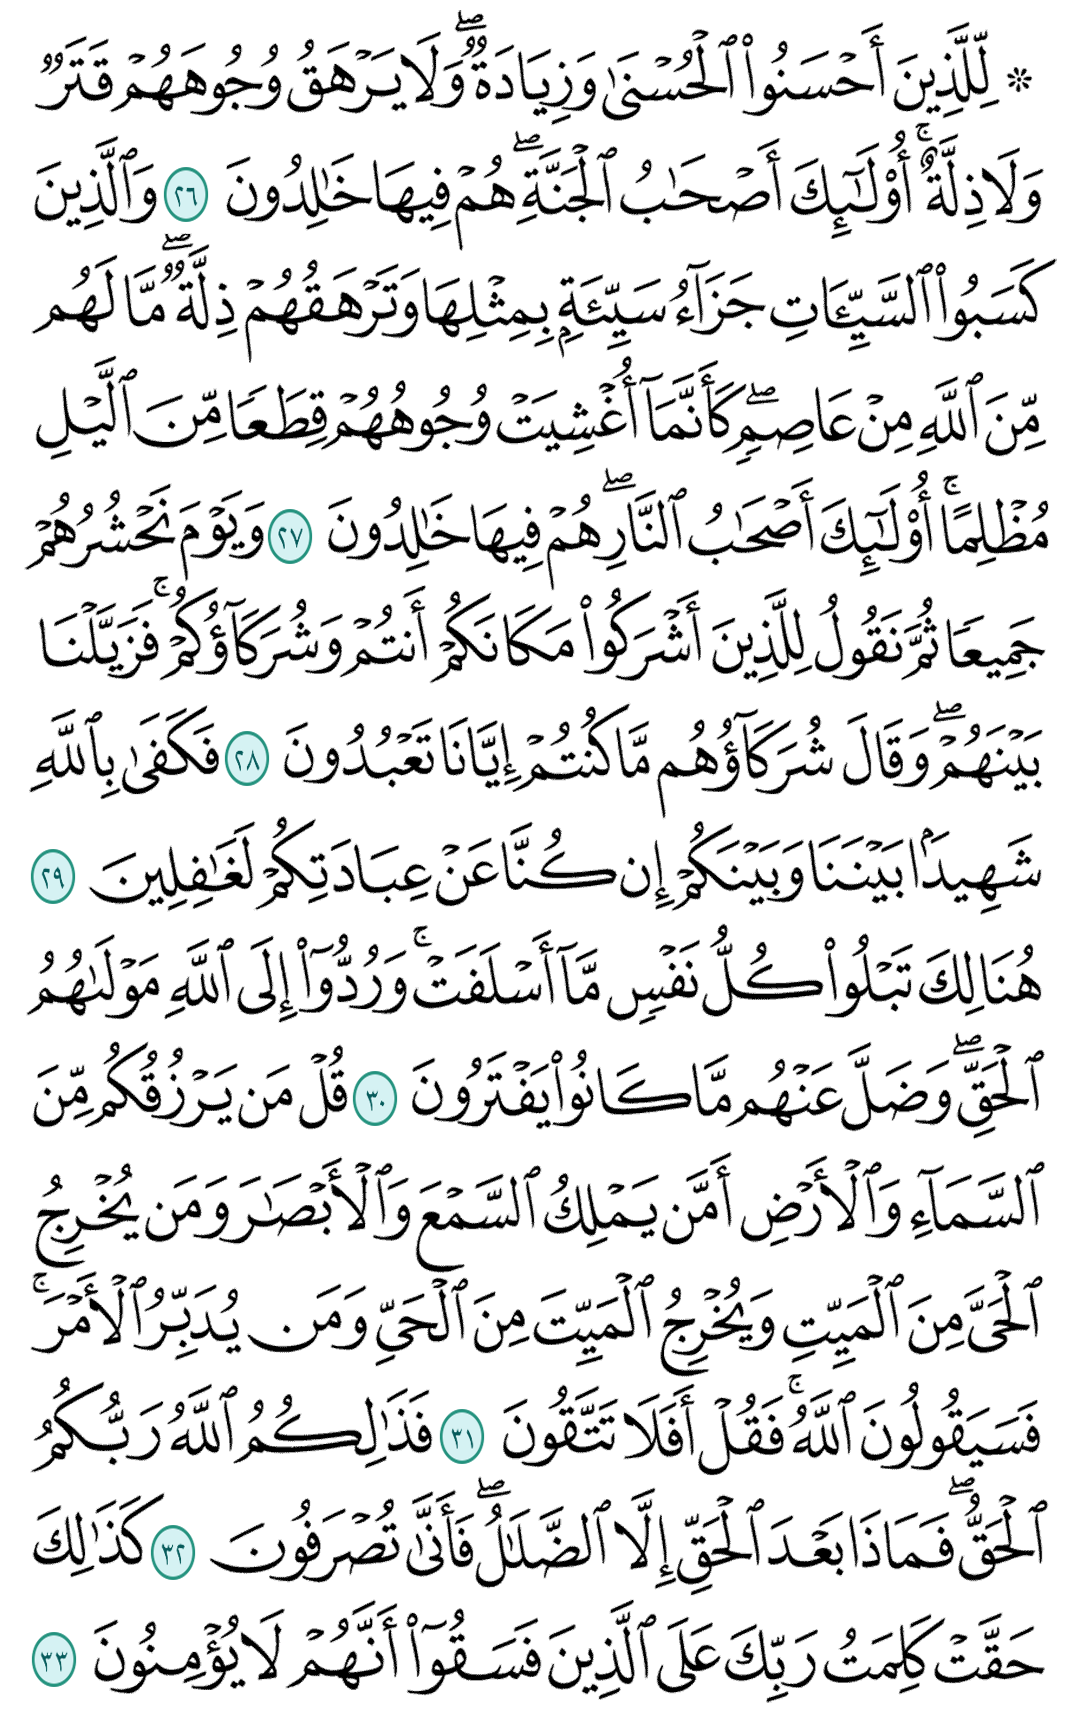 ۞ لِّلَّذِينَ أَحْسَنُوا۟ ٱلْحُسْنَىٰ وَزِيَادَةٌۖ وَلَا يَرْهَقُ وُجُوهَهُمْ قَتَرٌ
وَلَا ذِلَّةٌۚ أُو۟لَـٰٓئِكَ أَصْحَـٰبُ ٱلْجَنَّةِۖ هُمْ فِيهَا خَـٰلِدُونَ ٢٦ وَٱلَّذِينَ
كَسَبُوا۟ ٱلسَّيِّـَٔاتِ جَزَآءُ سَيِّئَةٍۭ بِمِثْلِهَا وَتَرْهَقُهُمْ ذِلَّةٌۖ مَّا لَهُم
مِّنَ ٱللَّهِ مِنْ عَاصِمٍۖ كَأَنَّمَآ أُغْشِيَتْ وُجُوهُهُمْ قِطَعًا مِّنَ ٱلَّيْلِ
مُظْلِمًاۚ أُو۟لَـٰٓئِكَ أَصْحَـٰبُ ٱلنَّارِۖ هُمْ فِيهَا خَـٰلِدُونَ ٢٧ وَيَوْمَ نَحْشُرُهُمْ
جَمِيعًا ثُمَّ نَقُولُ لِلَّذِينَ أَشْرَكُوا۟ مَكَانَكُمْ أَنتُمْ وَشُرَكَآؤُكُمْۚ فَزَيَّلْنَا
بَيْنَهُمْۖ وَقَالَ شُرَكَآؤُهُم مَّا كُنتُمْ إِيَّانَا تَعْبُدُونَ ٢٨ فَكَفَىٰ بِٱللَّهِ
شَهِيدًۢا بَيْنَنَا وَبَيْنَكُمْ إِن كُنَّا عَنْ عِبَادَتِكُمْ لَغَـٰفِلِينَ ٢٩
هُنَالِكَ تَبْلُوا۟ كُلُّ نَفْسٍ مَّآ أَسْلَفَتْۚ وَرُدُّوٓا۟ إِلَى ٱللَّهِ مَوْلَىٰهُمُ
ٱلْحَقِّۖ وَضَلَّ عَنْهُم مَّا كَانُوا۟ يَفْتَرُونَ ٣٠ قُلْ مَن يَرْزُقُكُم مِّنَ
ٱلسَّمَآءِ وَٱلْأَرْضِ أَمَّن يَمْلِكُ ٱلسَّمْعَ وَٱلْأَبْصَـٰرَ وَمَن يُخْرِجُ
ٱلْحَىَّ مِنَ ٱلْمَيِّتِ وَيُخْرِجُ ٱلْمَيِّتَ مِنَ ٱلْحَىِّ وَمَن يُدَبِّرُ ٱلْأَمْرَۚ
فَسَيَقُولُونَ ٱللَّهُۚ فَقُلْ أَفَلَا تَتَّقُونَ ٣١ فَذَٰلِكُمُ ٱللَّهُ رَبُّكُمُ
ٱلْحَقُّۖ فَمَاذَا بَعْدَ ٱلْحَقِّ إِلَّا ٱلضَّلَـٰلُۖ فَأَنَّىٰ تُصْرَفُونَ ٣٢ كَذَٰلِكَ
حَقَّتْ كَلِمَتُ رَبِّكَ عَلَى ٱلَّذِينَ فَسَقُوٓا۟ أَنَّهُمْ لَا يُؤْمِنُونَ ٣٣